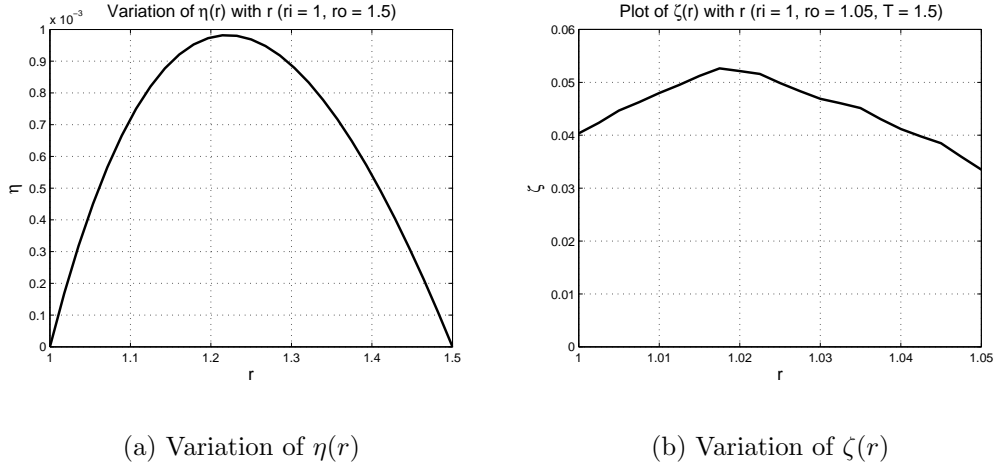 Variation of η(r) with r (ri = 1, ro = 1.5)
x 10⁻³
1
0.9
0.8
0.7
0.6
0.5
0.4
0.3
0.2
0.1
0
η
1 1.1 1.2 1.3 1.4 1.5
r
(a) Variation of η(r)
Plot of ζ(r) with r (ri = 1, ro = 1.05, T = 1.5)
0.06
0.05
0.04
0.03
0.02
0.01
0
ζ
1 1.01 1.02 1.03 1.04 1.05
r
(b) Variation of ζ(r)